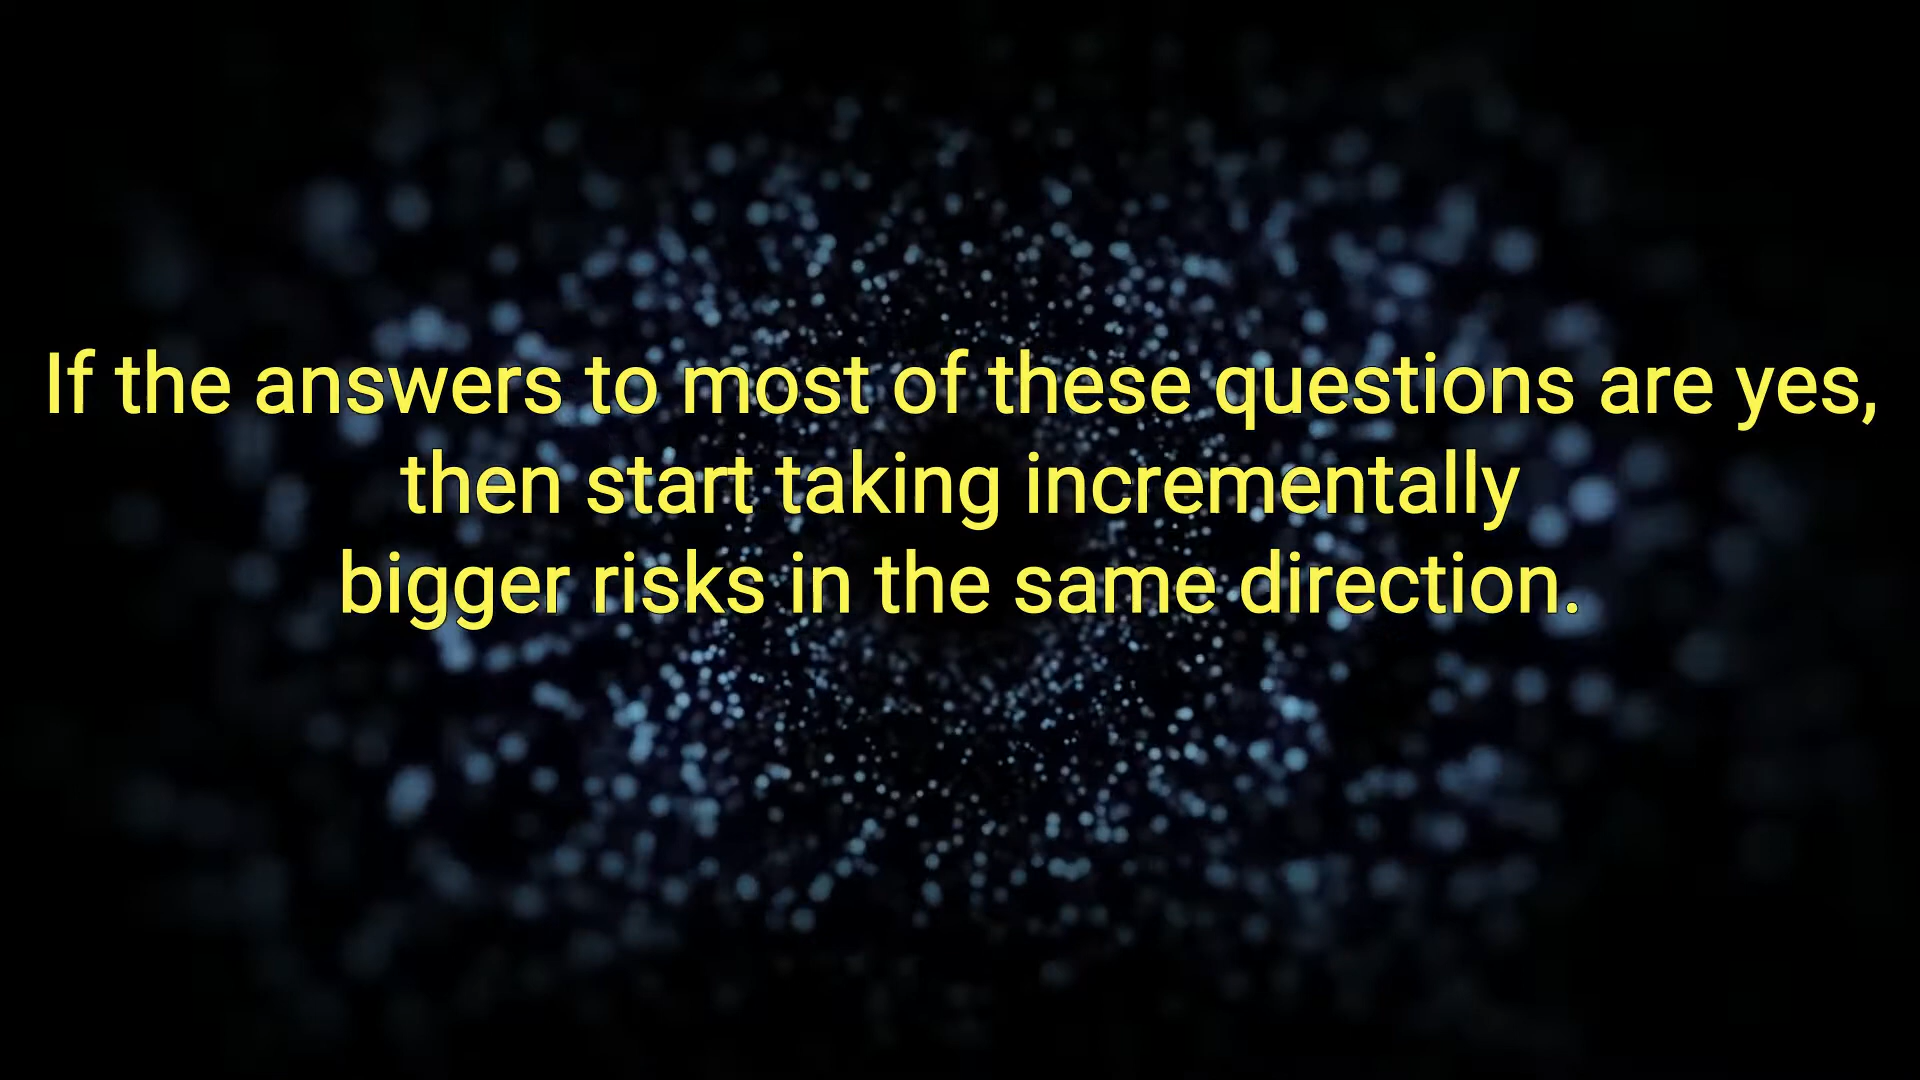 If the answers to most of these questions are yes,
then start taking incrementally
bigger risks in the same direction.